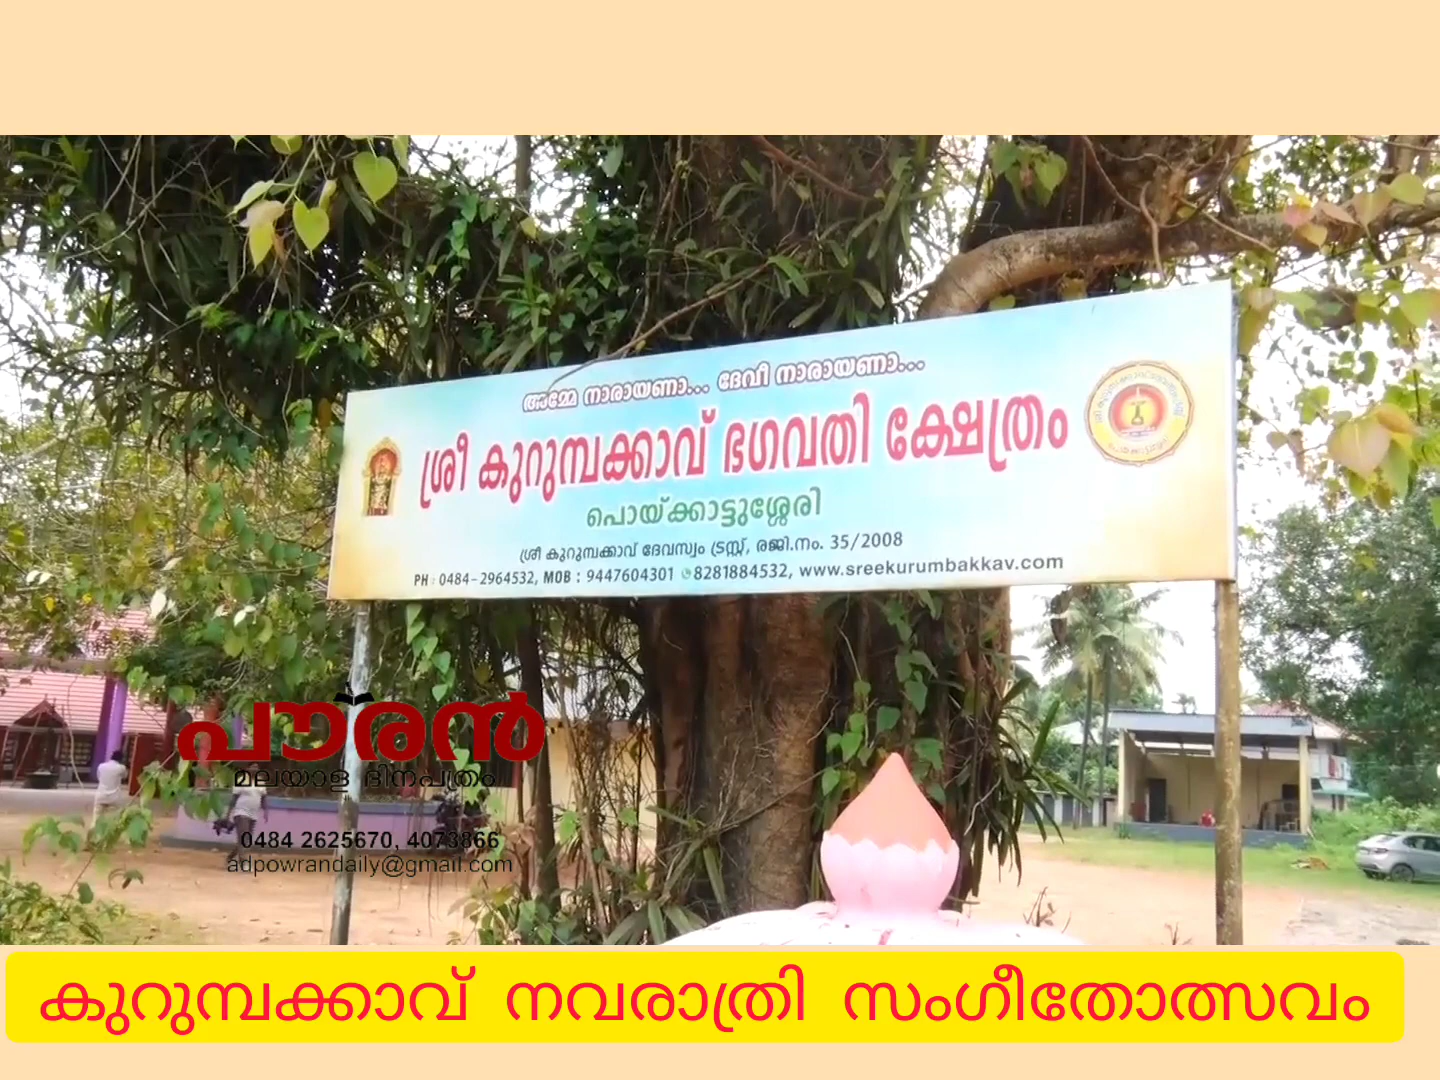 അമ്മേ നാരായണാ... ദേവീ നാരായണാ...
ശ്രീ കുറുമ്പക്കാവ് ഭഗവതി ക്ഷേത്രം
പൊയ്ക്കാട്ടുശ്ശേരി
ശ്രീ കുറുമ്പക്കാവ് ദേവസ്വം ട്രസ്റ്റ്, രജി.നം. 35/2008
PH : 0484-2964532, MOB : 9447604301 8281884532, www.sreekurumbakkav.com
പൗരൻ
മലയാള ദിനപത്രം
0484 2625670, 4073866
adpowrandaily@gmail.com
കുറുമ്പക്കാവ് നവരാത്രി സംഗീതോത്സവം